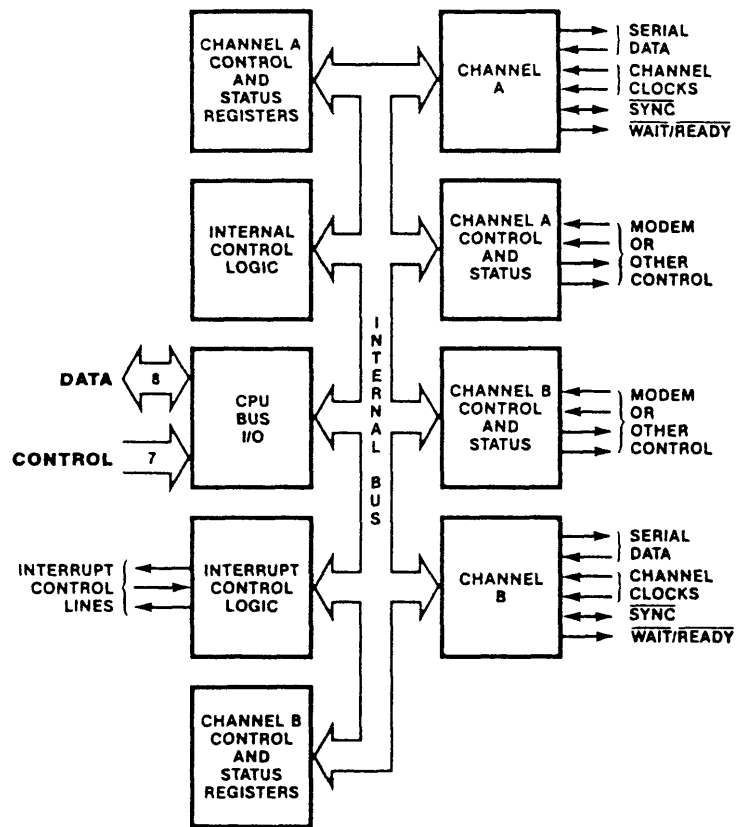 CHANNEL A
CONTROL
AND
STATUS
REGISTERS
CHANNEL
A
SERIAL
DATA
CHANNEL
CLOCKS
SYNC
WAIT/READY
INTERNAL
CONTROL
LOGIC
CHANNEL A
CONTROL
AND
STATUS
MODEM
OR
OTHER
CONTROL
INTERNAL BUS
DATA
8
CONTROL
7
CPU
BUS
I/O
CHANNEL B
CONTROL
AND
STATUS
MODEM
OR
OTHER
CONTROL
INTERRUPT
CONTROL
LINES
INTERRUPT
CONTROL
LOGIC
CHANNEL
B
SERIAL
DATA
CHANNEL
CLOCKS
SYNC
WAIT/READY
CHANNEL B
CONTROL
AND
STATUS
REGISTERS